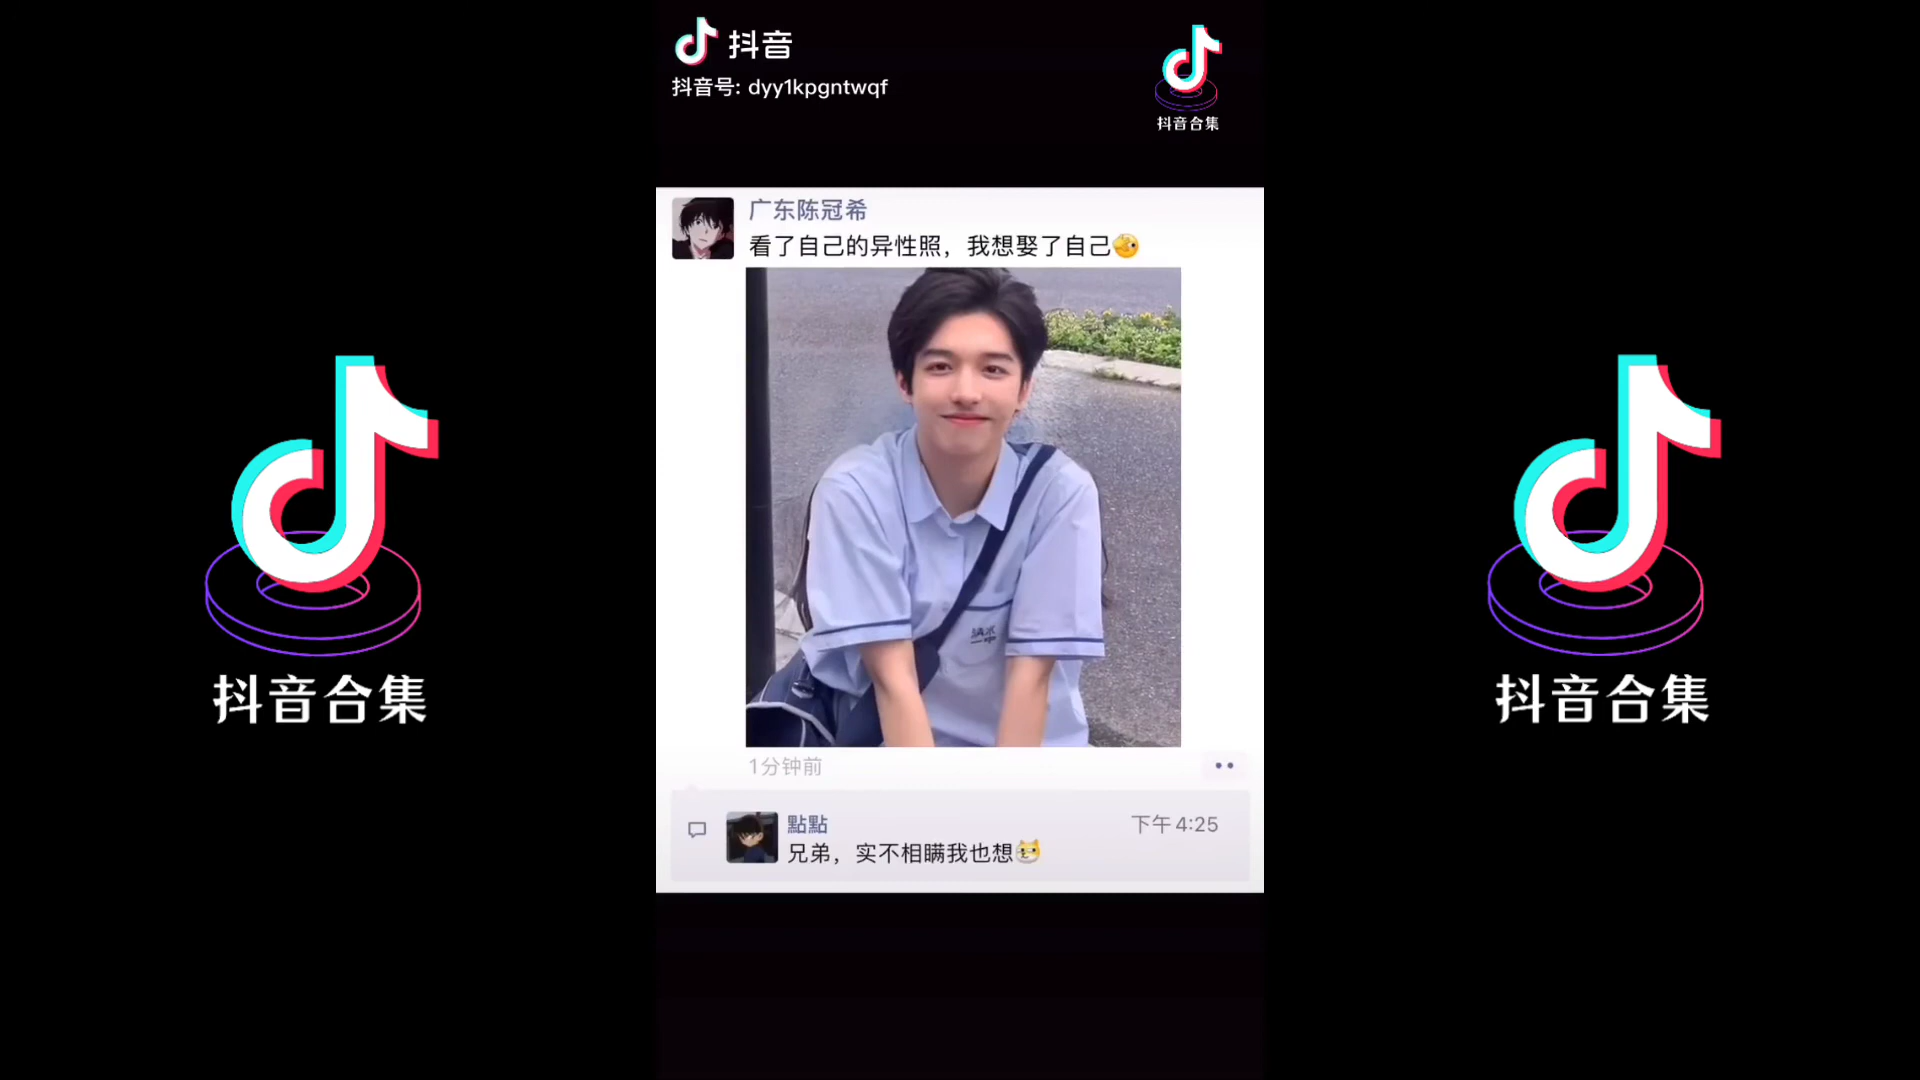 抖音
抖音号: dyy1kpgntwqf
抖音合集
广东陈冠希
看了自己的异性照，我想娶了自己
1分钟前
點點
下午 4:25
兄弟，实不相瞒我也想
抖音合集
抖音合集